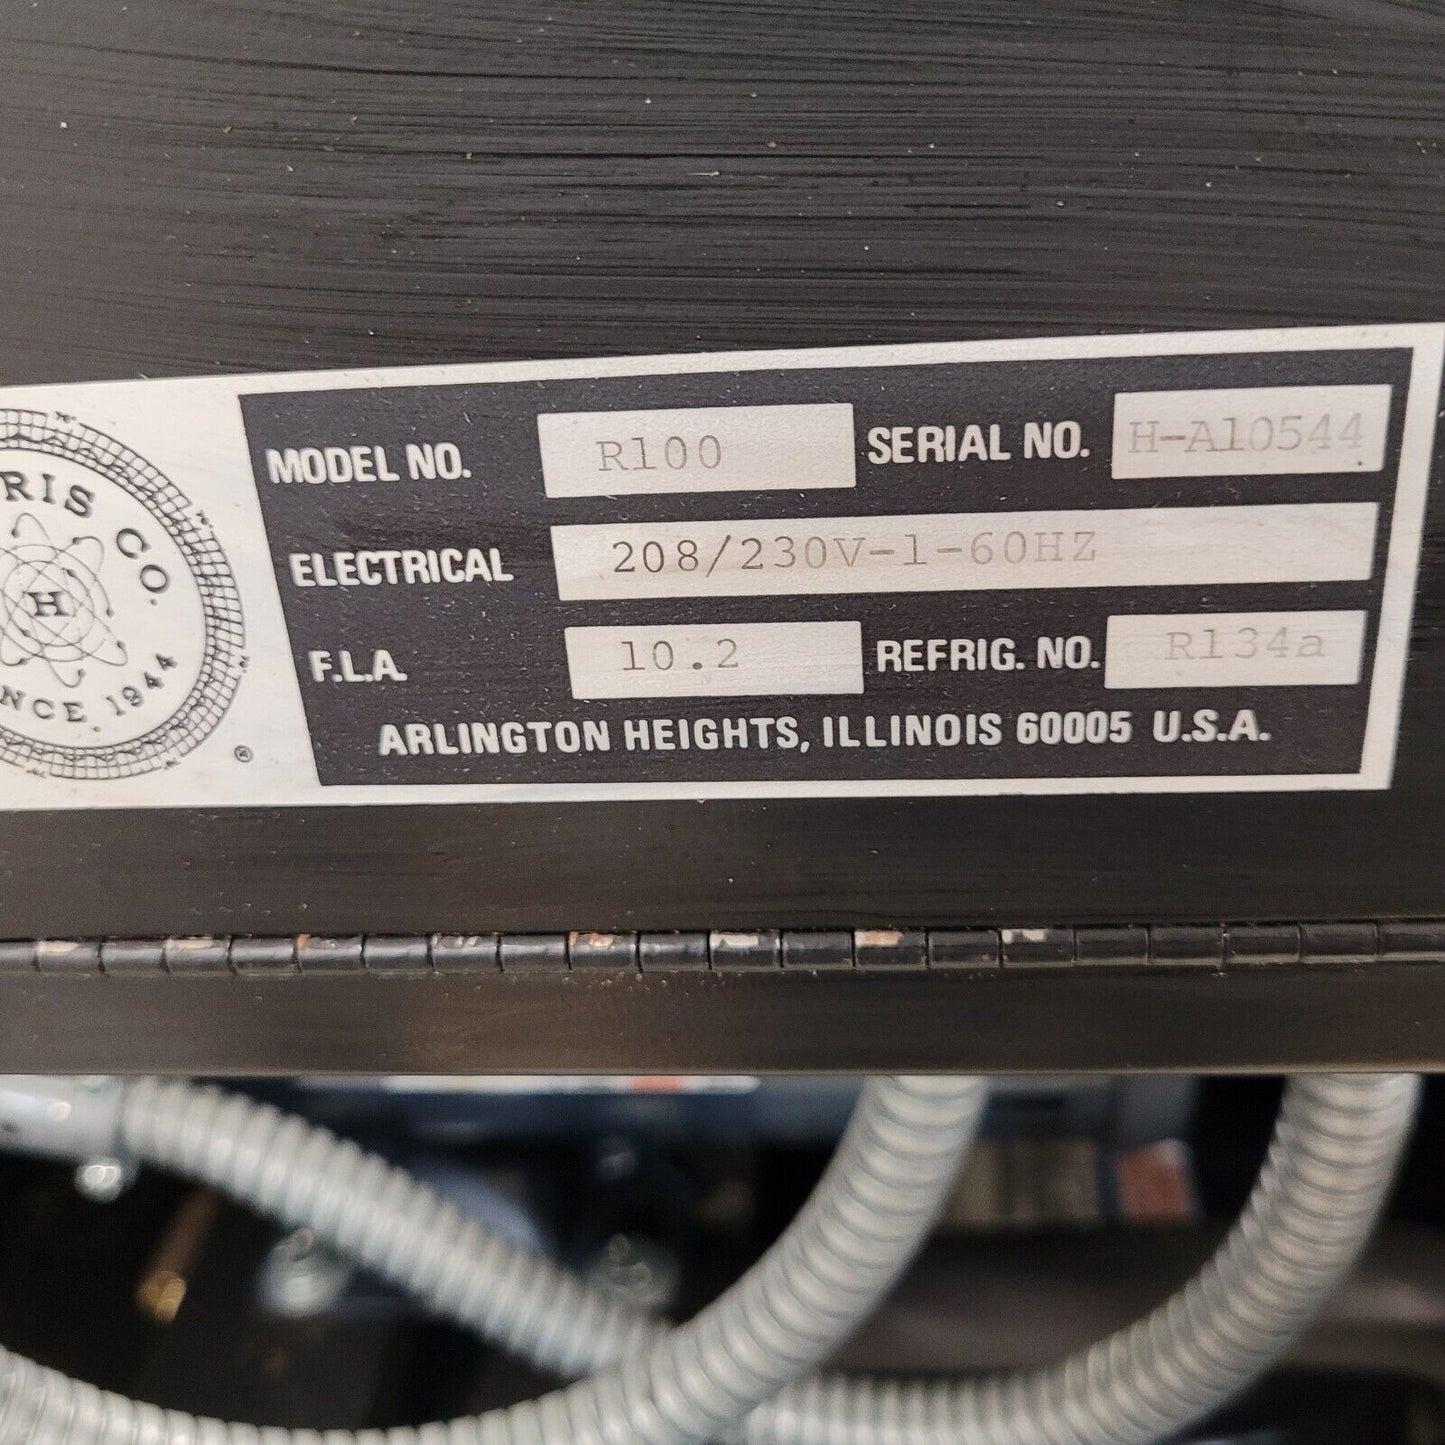 RIS CO.
H
NCE 1944
®
MODEL NO. R100 SERIAL NO. H-A10544
ELECTRICAL 208/230V-1-60HZ
F.L.A. 10.2 REFRIG. NO. R134a
ARLINGTON HEIGHTS, ILLINOIS 60005 U.S.A.